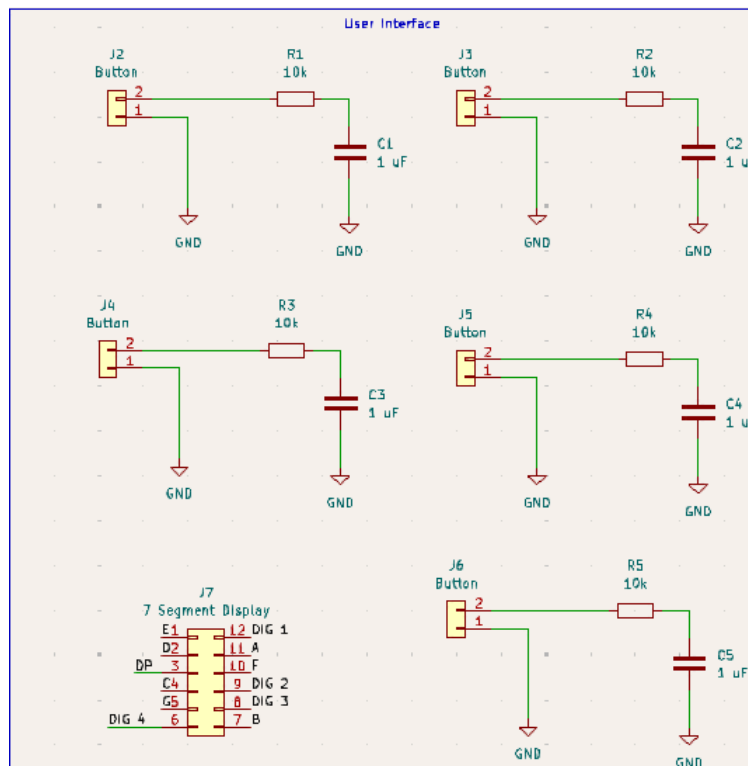 User Interface
J2
Button
2
1
R1
10k
C1
1 uF
GND
GND
J3
Button
2
1
R2
10k
C2
1 uF
GND
GND
J4
Button
2
1
R3
10k
C3
1 uF
GND
GND
J5
Button
2
1
R4
10k
C4
1 u
GND
GND
J7
7 Segment Display
E 1 12 DIG 1
D 2 11 A
DP 3 10 F
C 4 9 DIG 2
G 5 8 DIG 3
DIG 4 6 7 B
J6
Button
2
1
R5
10k
C5
1 uF
GND
GND